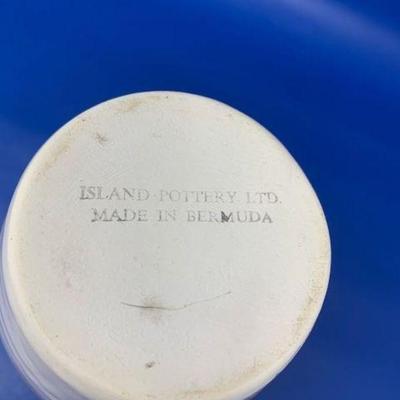 ISLAND POTTERY LTD.
MADE IN BERMUDA